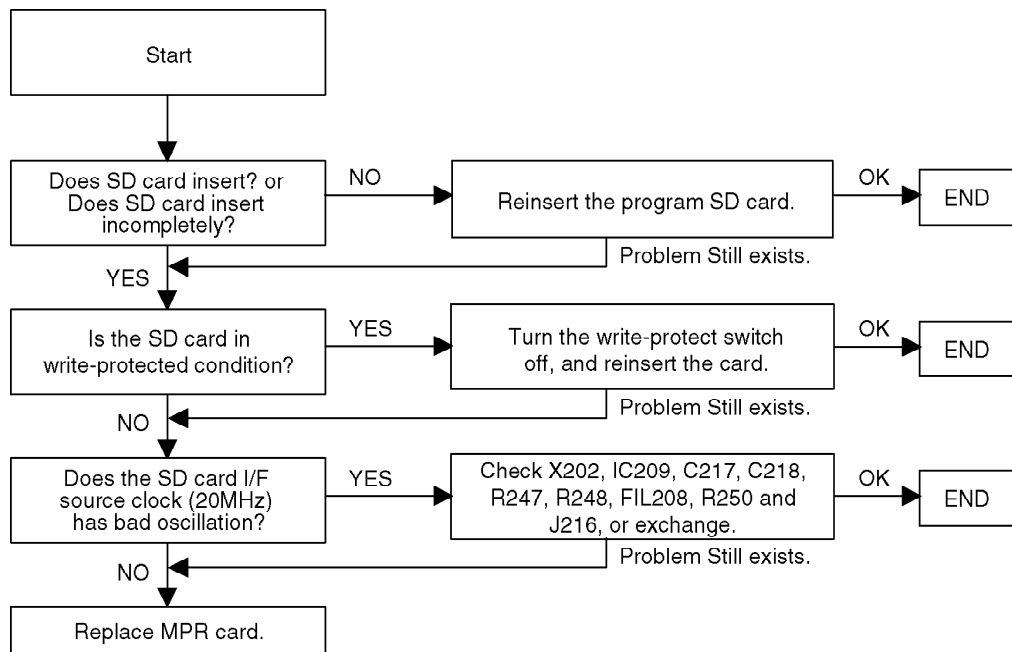 Start
Does SD card insert? or
Does SD card insert
incompletely?
NO
Reinsert the program SD card.
OK
END
Problem Still exists.
YES
Is the SD card in
write-protected condition?
YES
Turn the write-protect switch
off, and reinsert the card.
OK
END
Problem Still exists.
NO
Does the SD card I/F
source clock (20MHz)
has bad oscillation?
YES
Check X202, IC209, C217, C218,
R247, R248, FIL208, R250 and
J216, or exchange.
OK
END
Problem Still exists.
NO
Replace MPR card.